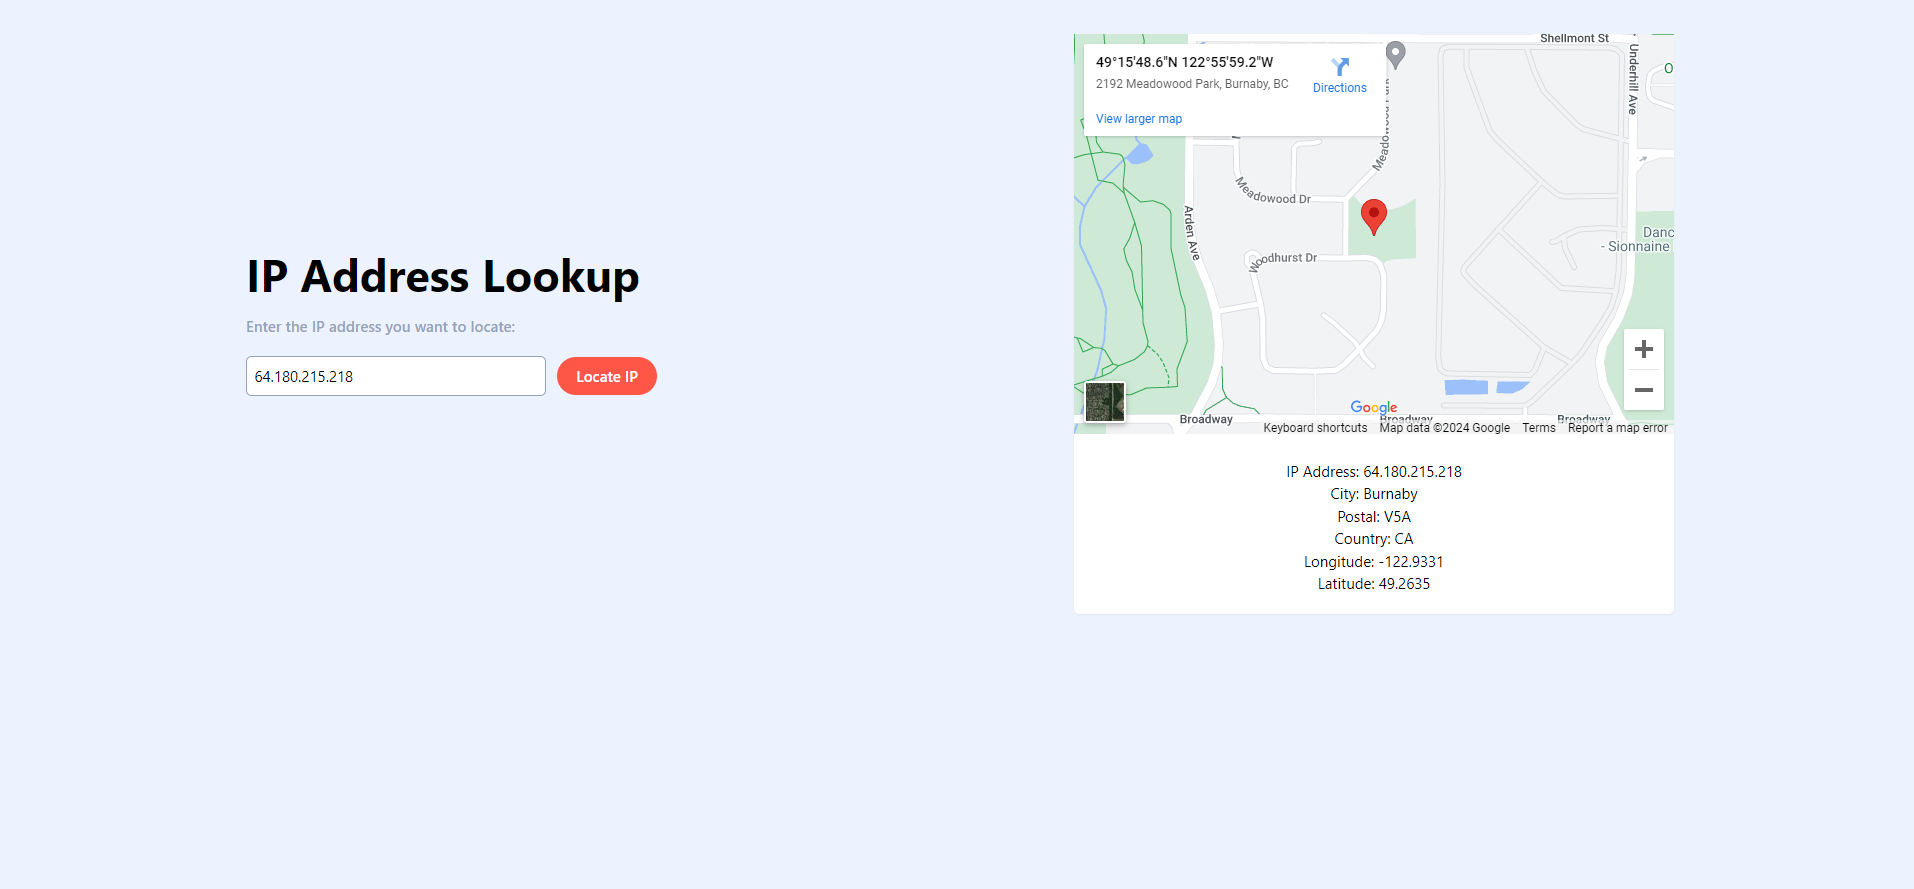 IP Address Lookup
Enter the IP address you want to locate:
64.180.215.218
Locate IP
49°15'48.6"N 122°55'59.2"W
2192 Meadowood Park, Burnaby, BC
Directions
View larger map
Shellmont St
Underhill Ave
Meadowood Dr
Arden Ave
Woodhurst Dr
Danc
- Sionnaine
Google
Broadway
Broadway
Broadway
Keyboard shortcuts
Map data ©2024 Google
Terms
Report a map error
IP Address: 64.180.215.218
City: Burnaby
Postal: V5A
Country: CA
Longitude: -122.9331
Latitude: 49.2635